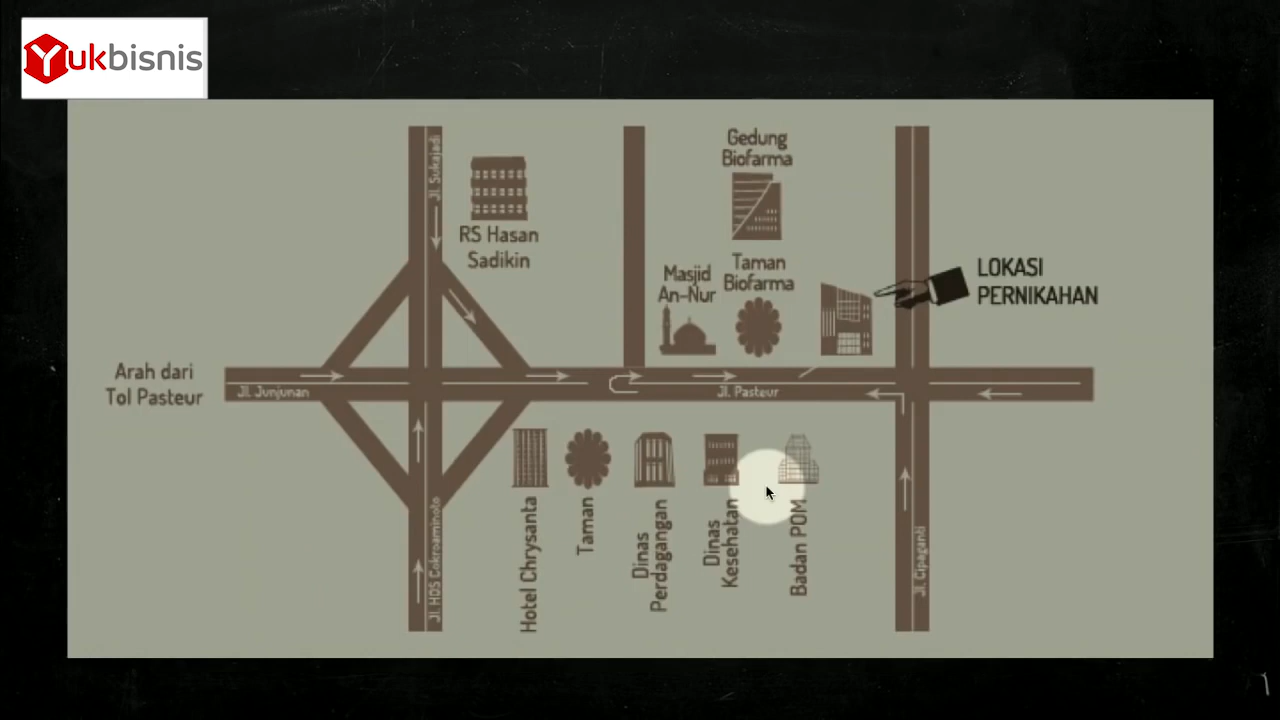 Yukbisnis
Jl. Sukajadi
RS Hasan
Sadikin
Gedung
Biofarma
Masjid
An-Nur
Taman
Biofarma
LOKASI
PERNIKAHAN
Arah dari
Tol Pasteur
Jl. Junjunan
Jl. Pasteur
Jl. HOS Cokroaminoto
Hotel Chrysanta
Taman
Dinas
Perdagangan
Dinas
Kesehatan
Badan POM
Jl. Cipaganti